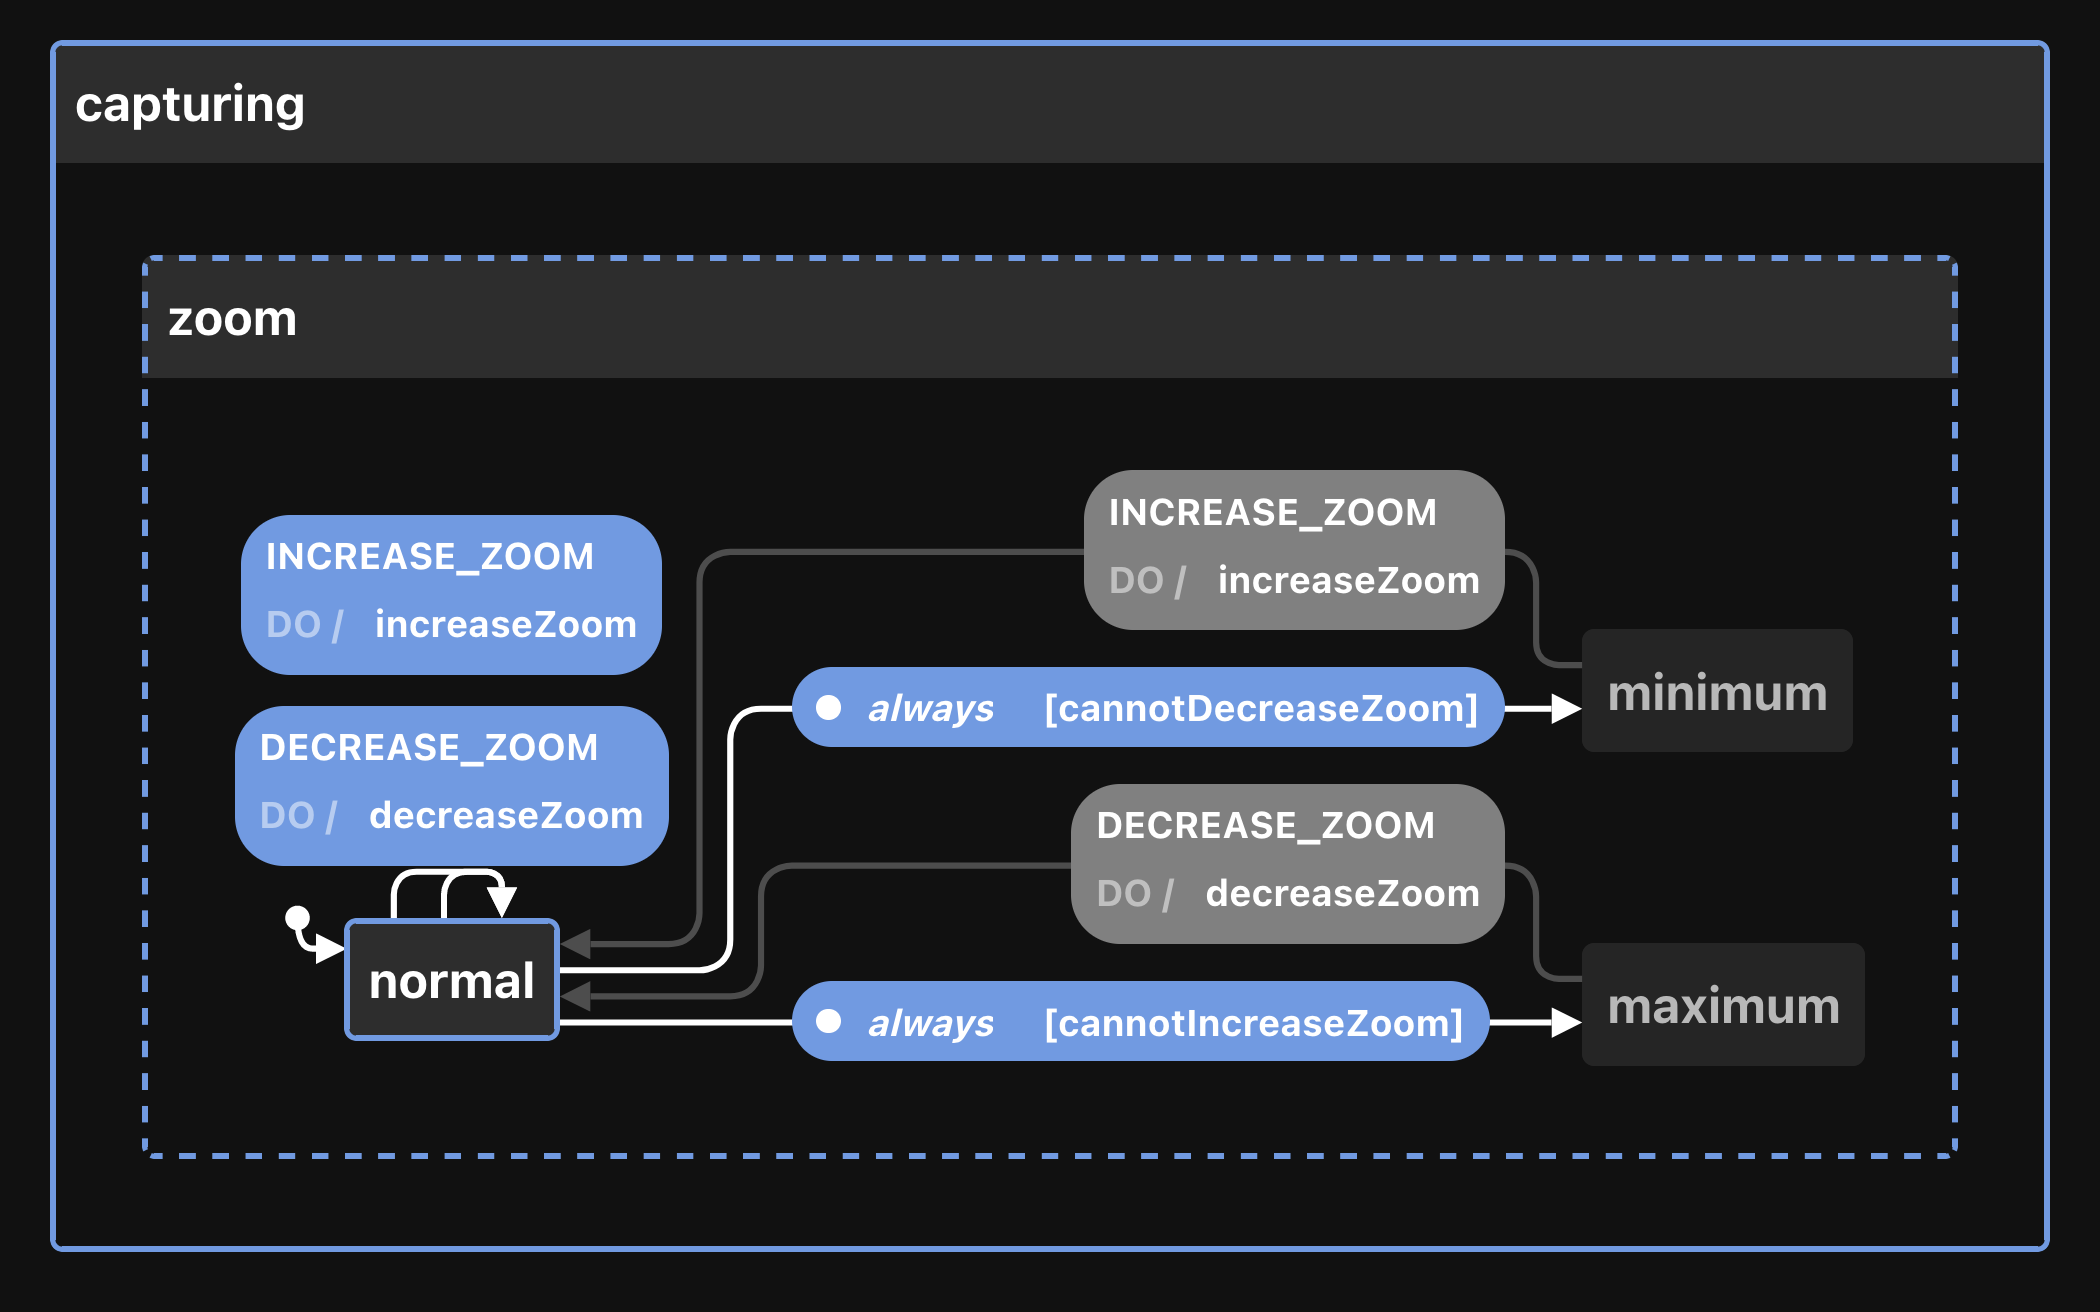 capturing
zoom
INCREASE_ZOOM
DO / increaseZoom
DECREASE_ZOOM
DO / decreaseZoom
normal
INCREASE_ZOOM
DO / increaseZoom
always [cannotDecreaseZoom]
minimum
DECREASE_ZOOM
DO / decreaseZoom
always [cannotIncreaseZoom]
maximum